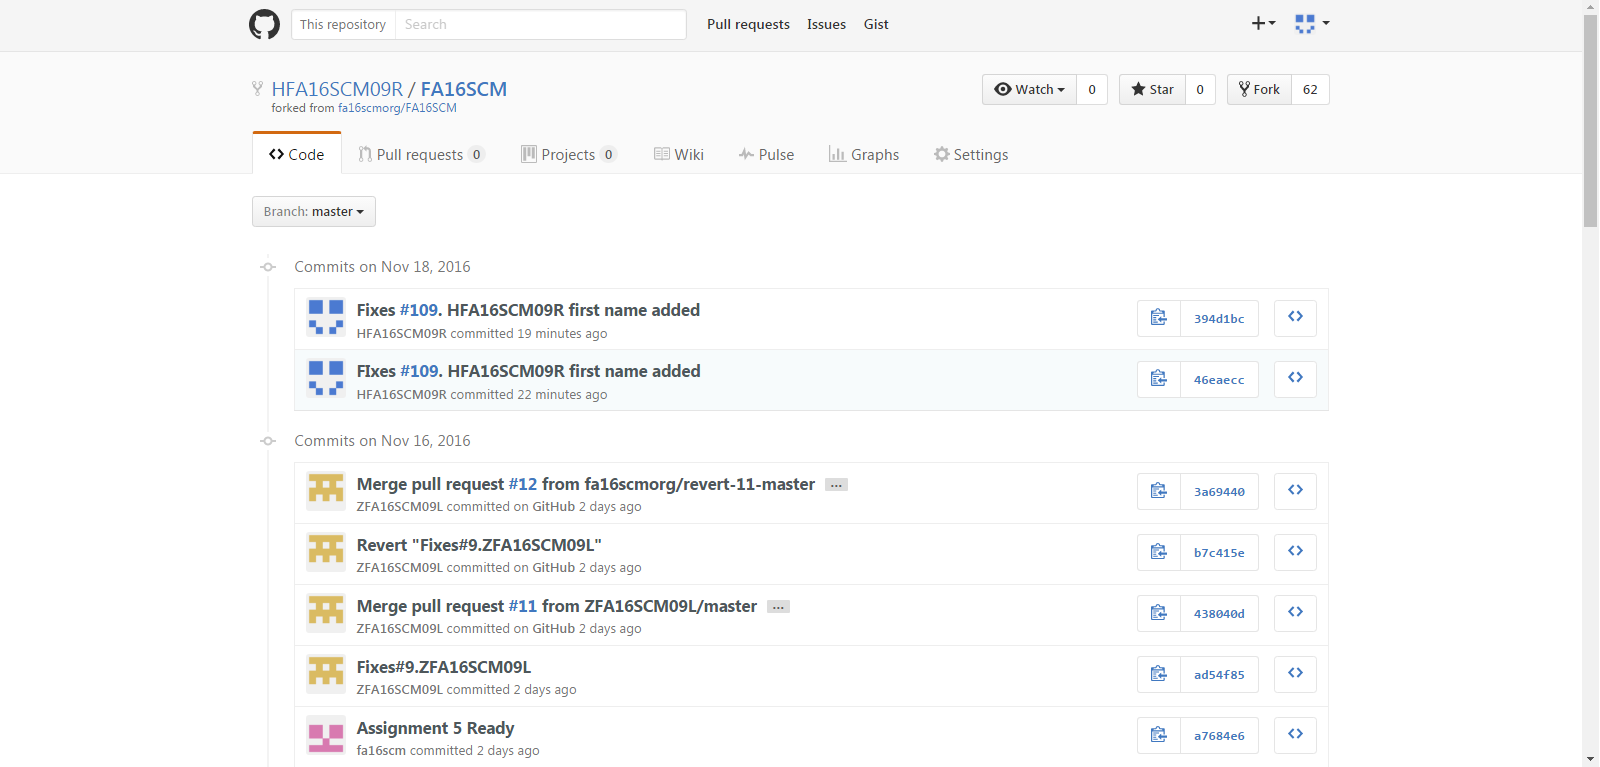 This repository Search Pull requests Issues Gist
HFA16SCM09R / FA16SCM Watch 0 Star 0 Fork 62
forked from fa16scmorg/FA16SCM
Code Pull requests 0 Projects 0 Wiki Pulse Graphs Settings
Branch: master
Commits on Nov 18, 2016
Fixes #109. HFA16SCM09R first name added
HFA16SCM09R committed 19 minutes ago
394d1bc
FIxes #109. HFA16SCM09R first name added
HFA16SCM09R committed 22 minutes ago
46eaecc
Commits on Nov 16, 2016
Merge pull request #12 from fa16scmorg/revert-11-master …
ZFA16SCM09L committed on GitHub 2 days ago
3a69440
Revert "Fixes#9.ZFA16SCM09L"
ZFA16SCM09L committed on GitHub 2 days ago
b7c415e
Merge pull request #11 from ZFA16SCM09L/master …
ZFA16SCM09L committed on GitHub 2 days ago
438040d
Fixes#9.ZFA16SCM09L
ZFA16SCM09L committed 2 days ago
ad54f85
Assignment 5 Ready
fa16scm committed 2 days ago
a7684e6